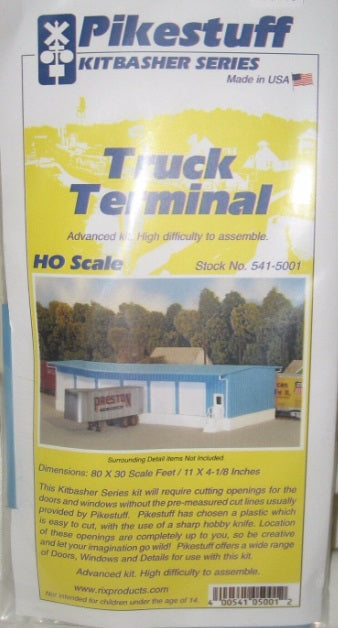 Pikestuff
KITBASHER SERIES
Made in USA
Truck
Terminal
Advanced kit. High difficulty to assemble.
HO Scale
Stock No. 541-5001
PRESTON
Surrounding Detail items Not Included.
Dimensions: 80 X 30 Scale Feet / 11 X 4-1/8 Inches
This Kitbasher Series kit will require cutting openings for the
doors and windows without the pre-measured cut lines usually
provided by Pikestuff. Pikestuff has chosen a plastic which
is easy to cut, with the use of a sharp hobby knife. Location
of these openings are completely up to you, so be creative
and let your imagination go wild! Pikestuff offers a wide range
of Doors, Windows and Details for use with this kit.
Advanced kit. High difficulty to assemble.
www.rixproducts.com
Not intended for children under the age of 14.
4 00541 05001 2